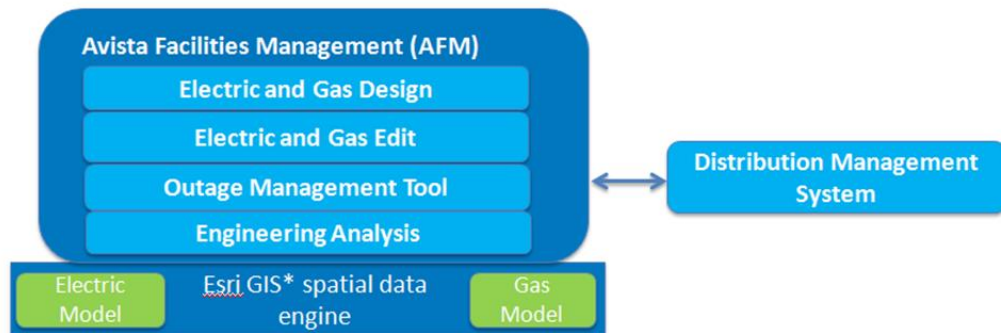 Avista Facilities Management (AFM)
Electric and Gas Design
Electric and Gas Edit
Outage Management Tool
Engineering Analysis
Distribution Management
System
Electric
Model
Esri GIS* spatial data
engine
Gas
Model